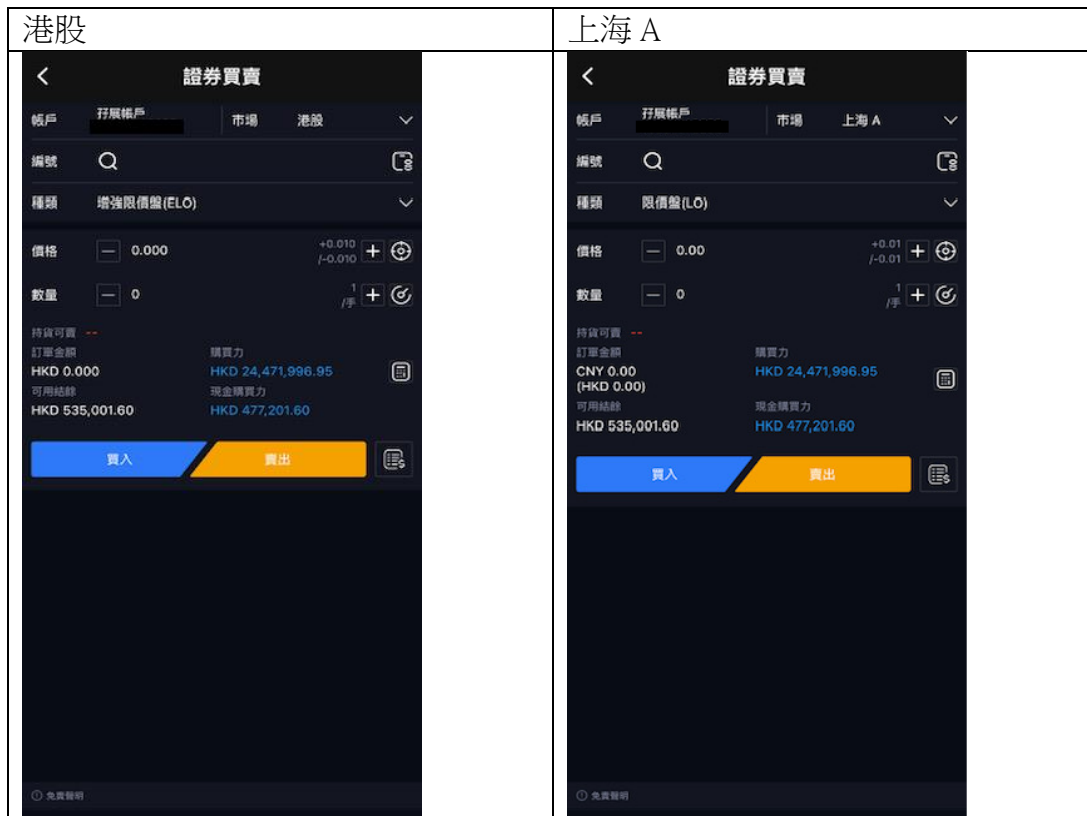 港股
證券買賣
帳戶 孖展帳戶 市場 港股
編號
種類 增強限價盤(ELO)
價格 0.000 +0.010 /-0.010
數量 0 1 /手
持貨可賣 --
訂單金額 購買力
HKD 0.000 HKD 24,471,996.95
可用結餘 現金購買力
HKD 535,001.60 HKD 477,201.60
買入 賣出
免責聲明
上海 A
證券買賣
帳戶 孖展帳戶 市場 上海 A
編號
種類 限價盤(LO)
價格 0.00 +0.01 /-0.01
數量 0 1 /手
持貨可賣 --
訂單金額 購買力
CNY 0.00 HKD 24,471,996.95
(HKD 0.00)
可用結餘 現金購買力
HKD 535,001.60 HKD 477,201.60
買入 賣出
免責聲明